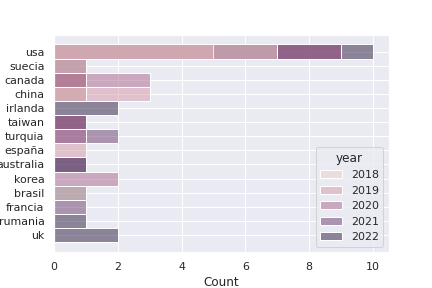 usa
suecia
canada
china
irlanda
taiwan
turquia
españa
australia
korea
brasil
francia
rumania
uk
0 2 4 6 8 10
Count
year
2018
2019
2020
2021
2022